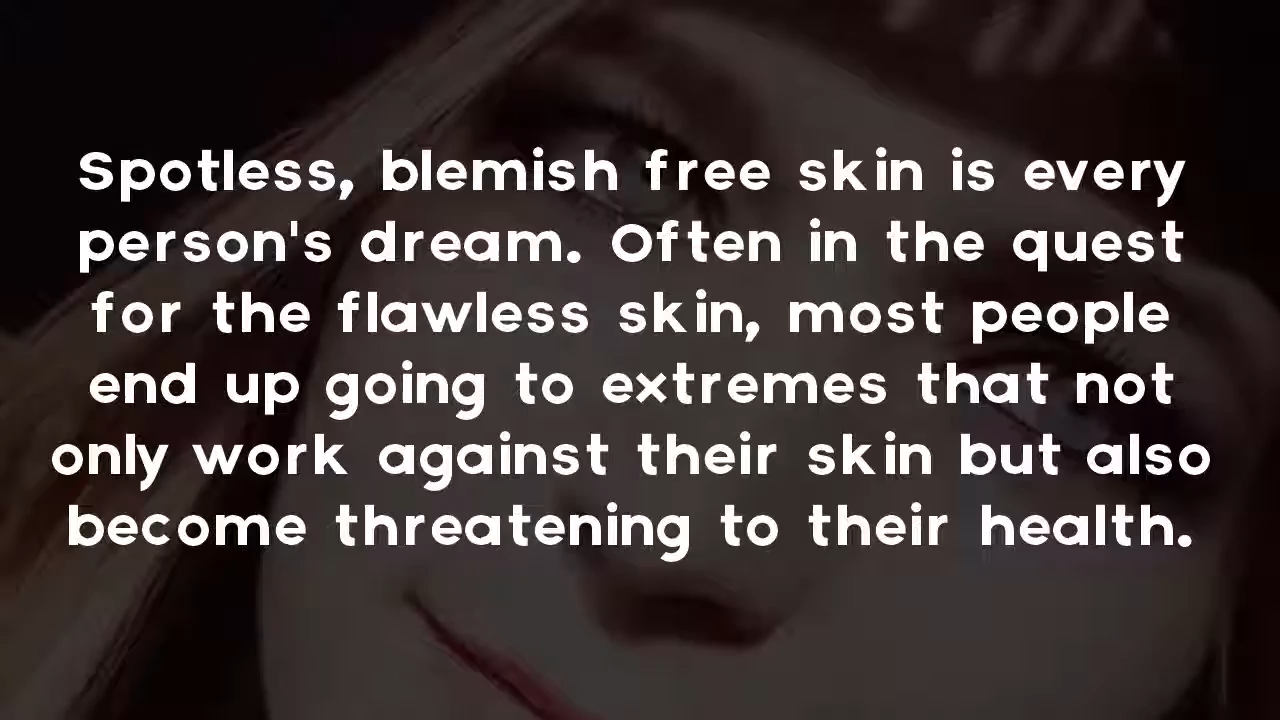 Spotless, blemish free skin is every
person's dream. Often in the quest
for the flawless skin, most people
end up going to extremes that not
only work against their skin but also
become threatening to their health.